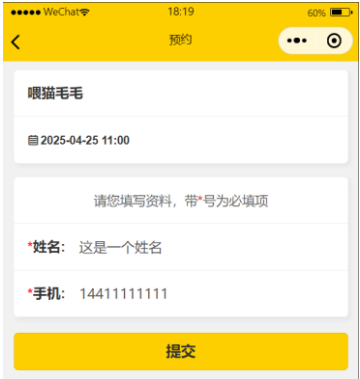 WeChat 18:19 60%
预约
喂猫毛毛
2025-04-25 11:00
请您填写资料，带*号为必填项
*姓名： 这是一个姓名
*手机： 14411111111
提交